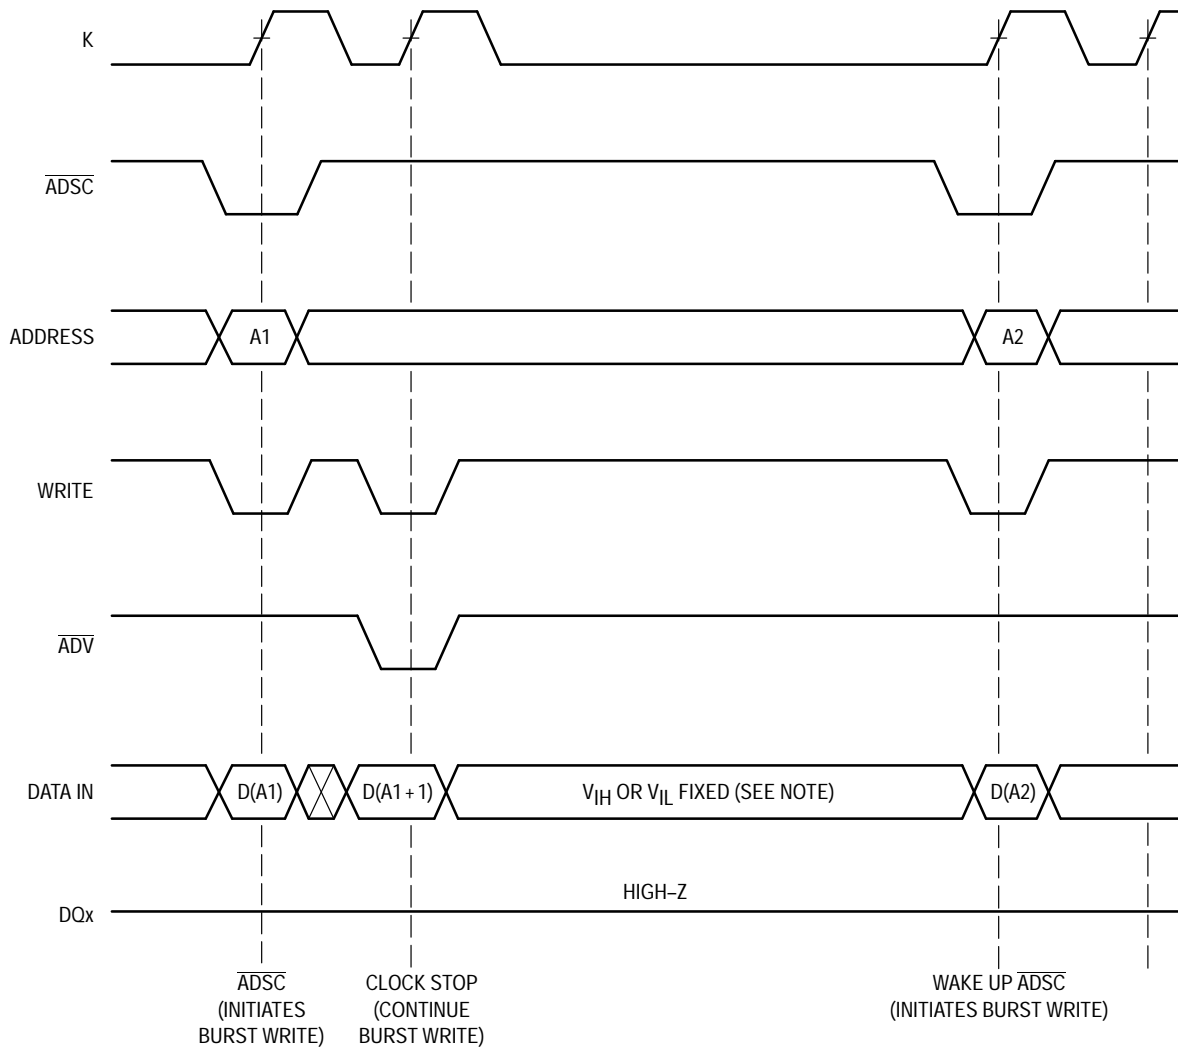 K
ADSC
ADDRESS
A1
A2
WRITE
ADV
DATA IN
D(A1)
D(A1 + 1)
VIH OR VIL FIXED (SEE NOTE)
D(A2)
HIGH–Z
DQx
ADSC
(INITIATES
BURST WRITE)
CLOCK STOP
(CONTINUE
BURST WRITE)
WAKE UP ADSC
(INITIATES BURST WRITE)